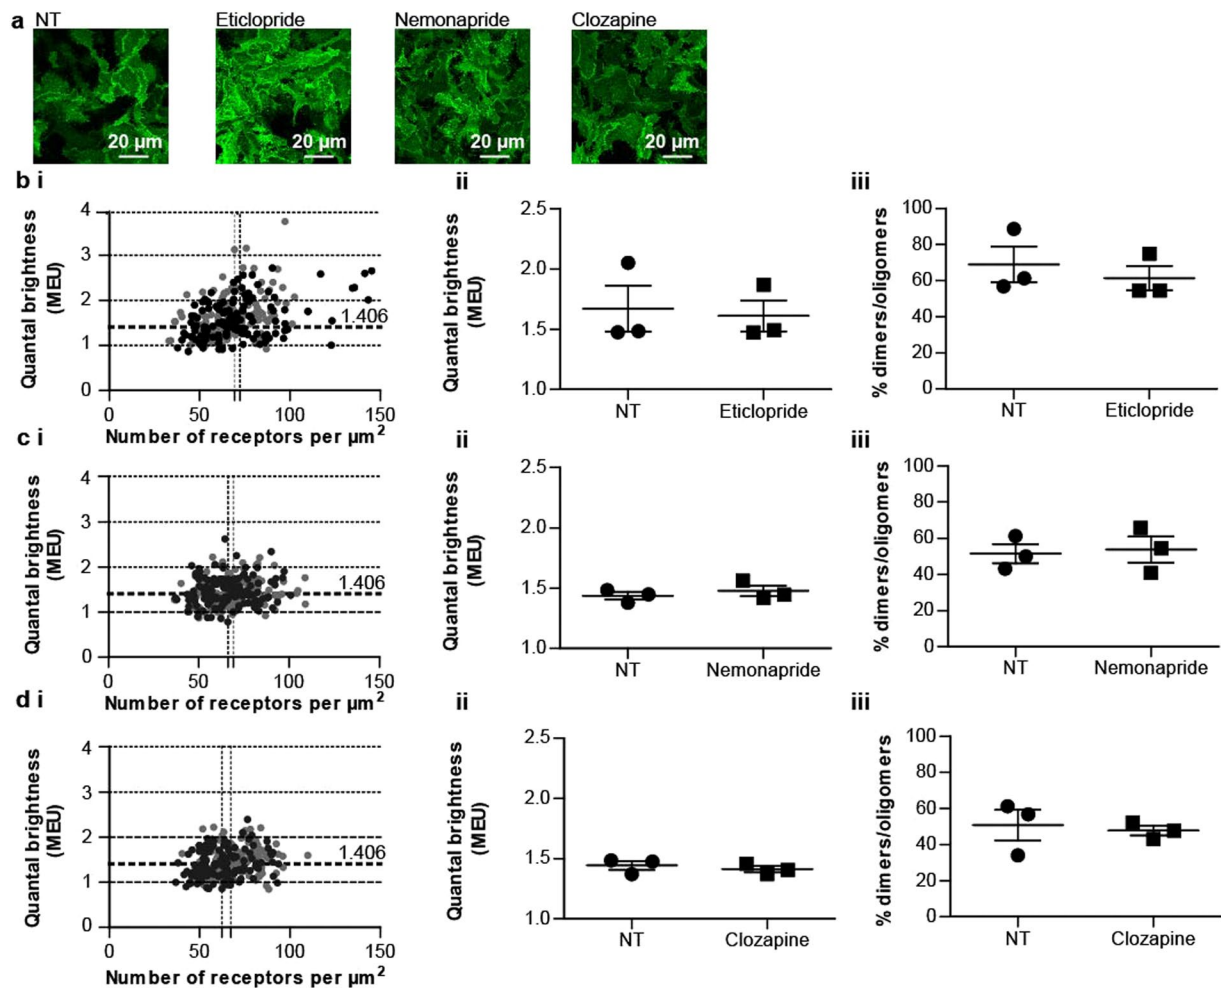 a
NT Eticlopride Nemonapride Clozapine
20 µm 20 µm 20 µm 20 µm
b i ii iii
Quantal brightness
(MEU)
4
3
2
1
0
1.406
0 50 100 150
Number of receptors per µm2
Quantal brightness
(MEU)
2.5
2.0
1.5
1.0
NT Eticlopride
% dimers/oligomers
100
80
60
40
20
0
NT Eticlopride
c i ii iii
Quantal brightness
(MEU)
4
3
2
1
0
1.406
0 50 100 150
Number of receptors per µm2
Quantal brightness
(MEU)
2.5
2.0
1.5
1.0
NT Nemonapride
% dimers/oligomers
100
80
60
40
20
0
NT Nemonapride
d i ii iii
Quantal brightness
(MEU)
4
3
2
1
0
1.406
0 50 100 150
Number of receptors per µm2
Quantal brightness
(MEU)
2.5
2.0
1.5
1.0
NT Clozapine
% dimers/oligomers
100
80
60
40
20
0
NT Clozapine